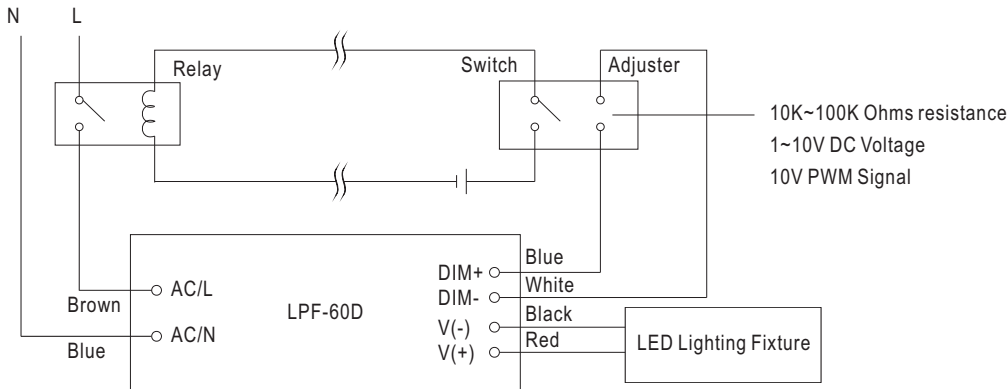 N L
Relay
Switch
Adjuster
10K~100K Ohms resistance
1~10V DC Voltage
10V PWM Signal
Brown
Blue
AC/L
AC/N
LPF-60D
DIM+
DIM-
V(-)
V(+)
Blue
White
Black
Red
LED Lighting Fixture